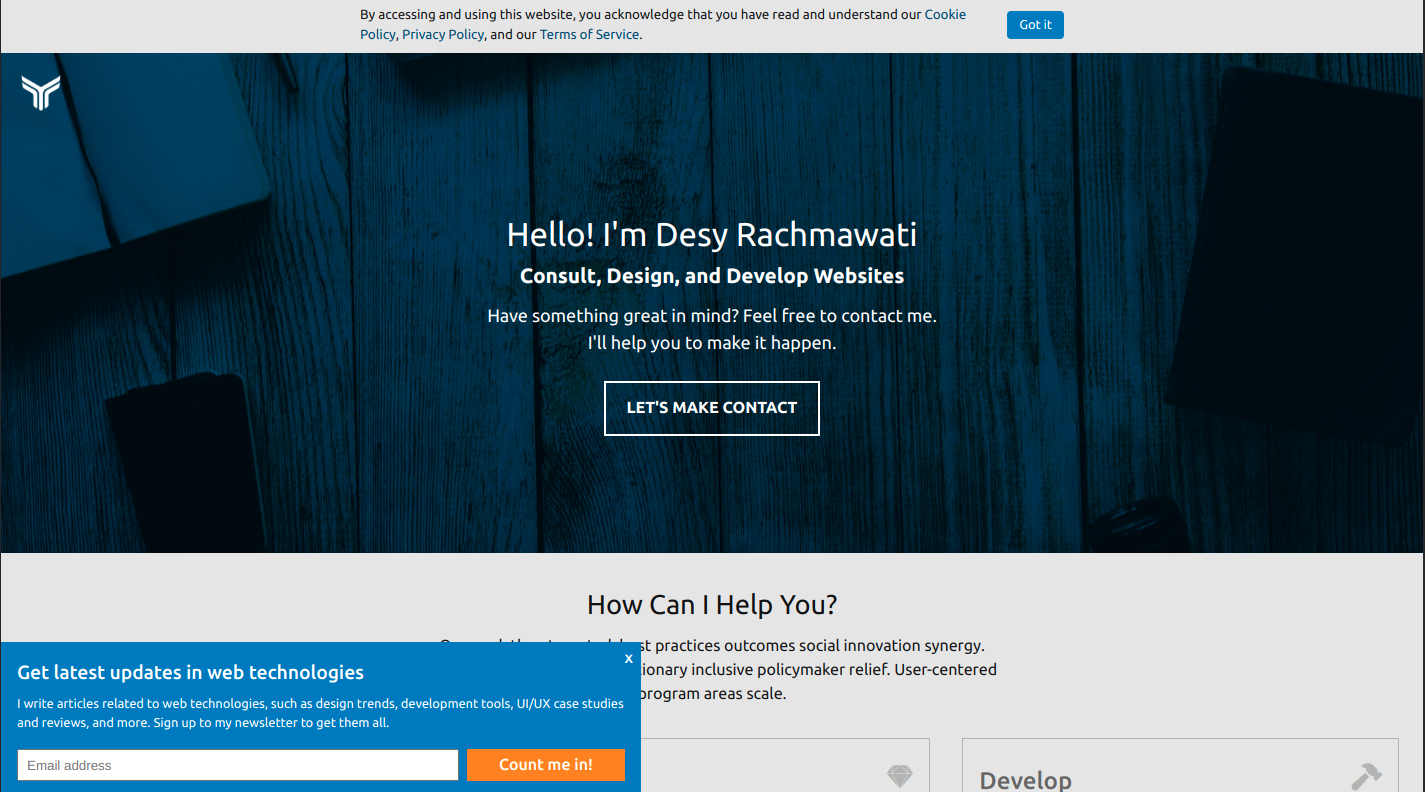 By accessing and using this website, you acknowledge that you have read and understand our Cookie
Policy, Privacy Policy, and our Terms of Service.
Got it
Hello! I'm Desy Rachmawati
Consult, Design, and Develop Websites
Have something great in mind? Feel free to contact me.
I'll help you to make it happen.
LET'S MAKE CONTACT
How Can I Help You?
practices outcomes social innovation synergy.
inclusive policymaker relief. User-centered
program areas scale.
Get latest updates in web technologies
x
I write articles related to web technologies, such as design trends, development tools, UI/UX case studies
and reviews, and more. Sign up to my newsletter to get them all.
Email address
Count me in!
Develop